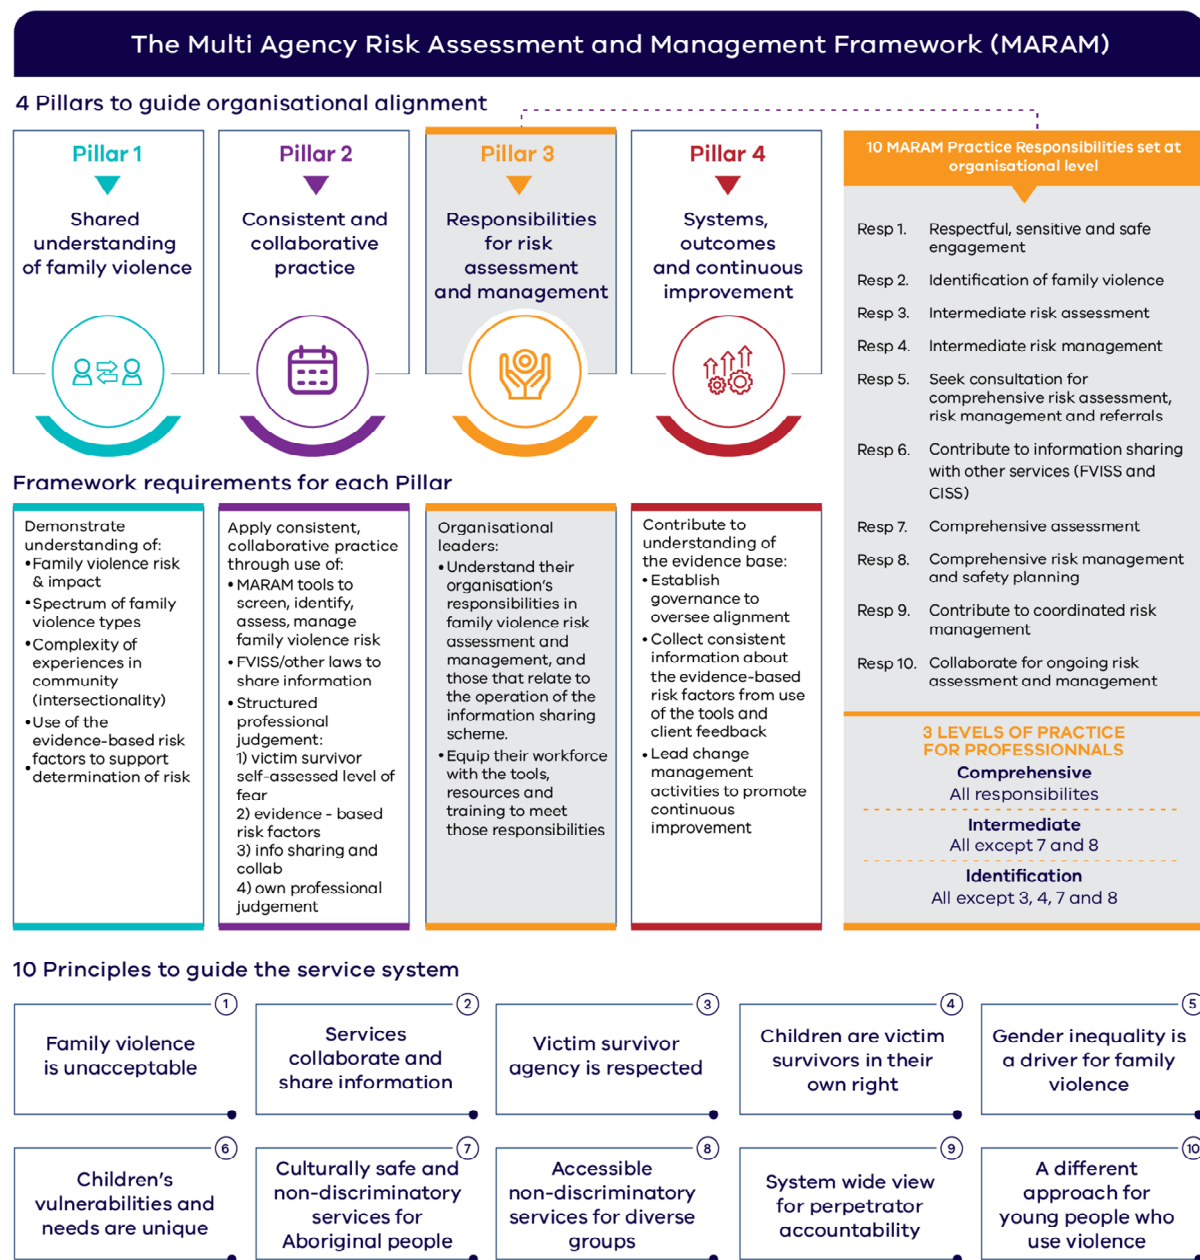 The Multi Agency Risk Assessment and Management Framework (MARAM)
4 Pillars to guide organisational alignment
Pillar 1
Shared
understanding
of family violence
Pillar 2
Consistent and
collaborative
practice
Pillar 3
Responsibilities
for risk
assessment
and management
Pillar 4
Systems,
outcomes
and continuous
improvement
10 MARAM Practice Responsibilities set at
organisational level
Resp 1. Respectful, sensitive and safe
engagement
Resp 2. Identification of family violence
Resp 3. Intermediate risk assessment
Resp 4. Intermediate risk management
Resp 5. Seek consultation for
comprehensive risk assessment,
risk management and referrals
Resp 6. Contribute to information sharing
with other services (FVISS and
CISS)
Resp 7. Comprehensive assessment
Resp 8. Comprehensive risk management
and safety planning
Resp 9. Contribute to coordinated risk
management
Resp 10. Collaborate for ongoing risk
assessment and management
3 LEVELS OF PRACTICE
FOR PROFESSIONNALS
Comprehensive
All responsibilites
Intermediate
All except 7 and 8
Identification
All except 3, 4, 7 and 8
Framework requirements for each Pillar
Demonstrate
understanding of:
• Family violence risk
& impact
• Spectrum of family
violence types
• Complexity of
experiences in
community
(intersectionality)
• Use of the
evidence-based risk
factors to support
• determination of risk
Apply consistent,
collaborative practice
through use of:
• MARAM tools to
screen, identify,
assess, manage
family violence risk
• FVISS/other laws to
share information
• Structured
professional
judgement:
1) victim survivor
self-assessed level of
fear
2) evidence - based
risk factors
3) info sharing and
collab
4) own professional
judgement
Organisational
leaders:
• Understand their
organisation's
responsibilities in
family violence risk
assessment and
management, and
those that relate to
the operation of the
information sharing
scheme.
• Equip their workforce
with the tools,
resources and
training to meet
those responsibilities
Contribute to
understanding of
the evidence base:
• Establish
governance to
oversee alignment
• Collect consistent
information about
the evidence-based
risk factors from use
of the tools and
client feedback
• Lead change
management
activities to promote
continuous
improvement
10 Principles to guide the service system
1
Family violence
is unacceptable
2
Services
collaborate and
share information
3
Victim survivor
agency is respected
4
Children are victim
survivors in their
own right
5
Gender inequality is
a driver for family
violence
6
Children's
vulnerabilities and
needs are unique
7
Culturally safe and
non-discriminatory
services for
Aboriginal people
8
Accessible
non-discriminatory
services for diverse
groups
9
System wide view
for perpetrator
accountability
10
A different
approach for
young people who
use violence